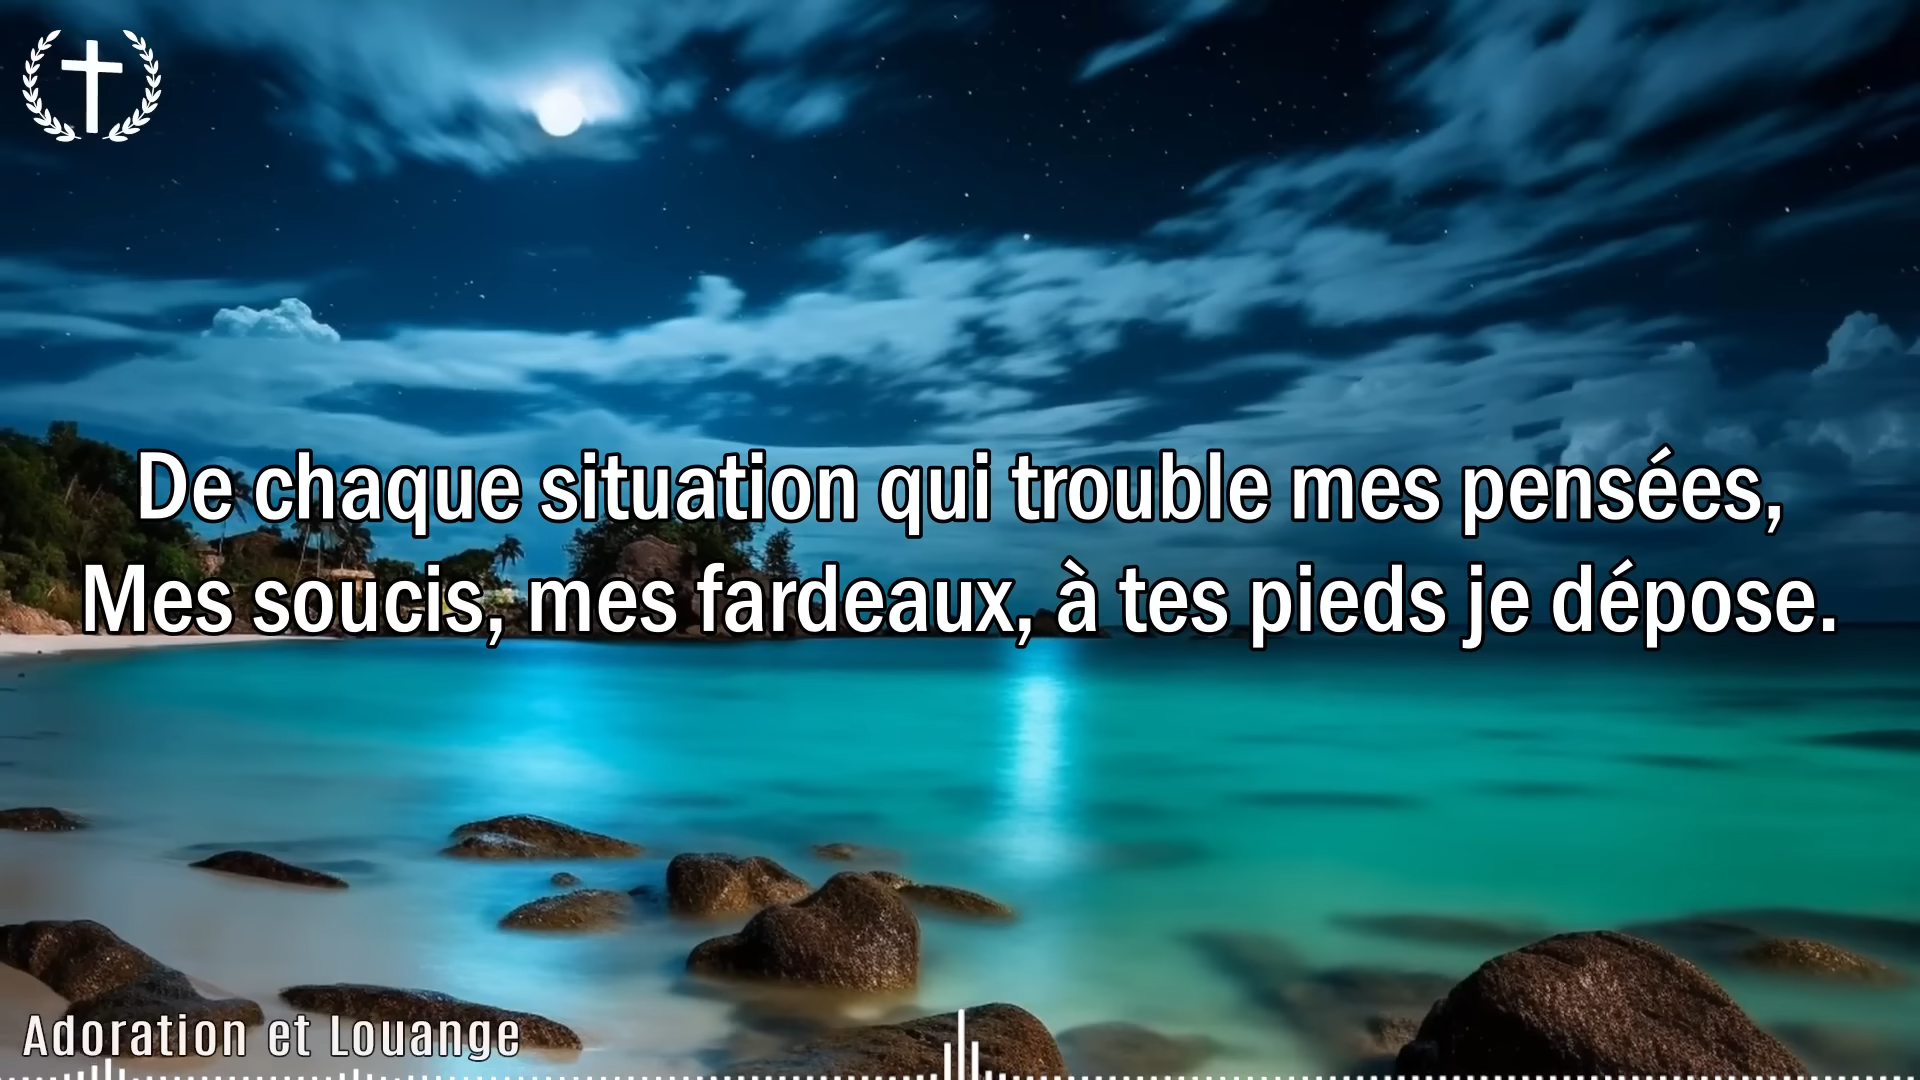 De chaque situation qui trouble mes pensées,
Mes soucis, mes fardeaux, à tes pieds je dépose.
Adoration et Louange